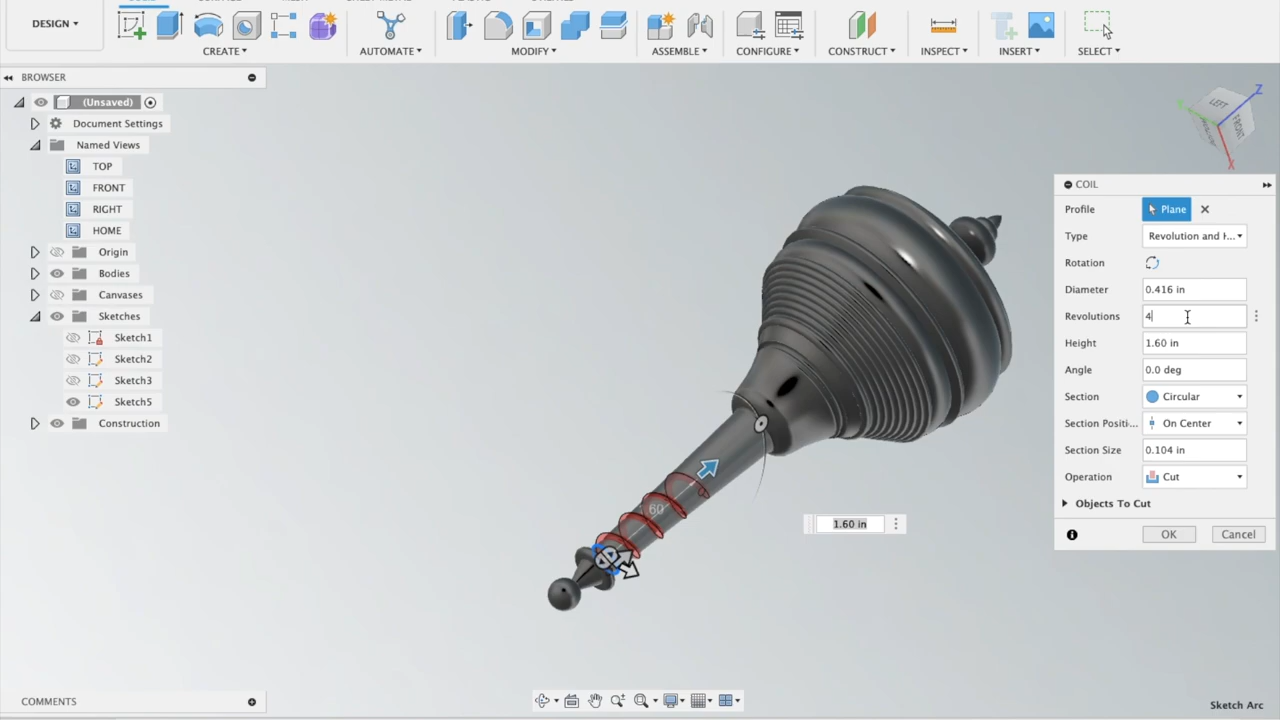 DESIGN
CREATE
AUTOMATE
MODIFY
ASSEMBLE
CONFIGURE
CONSTRUCT
INSPECT
INSERT
SELECT
BROWSER
(Unsaved)
Document Settings
Named Views
TOP
FRONT
RIGHT
HOME
Origin
Bodies
Canvases
Sketches
Sketch1
Sketch2
Sketch3
Sketch5
Construction
Z
LEFT
FRONT
X
60
1.60 in
COIL
Profile Plane
Type Revolution and H...
Rotation
Diameter 0.416 in
Revolutions 4
Height 1.60 in
Angle 0.0 deg
Section Circular
Section Positi... On Center
Section Size 0.104 in
Operation Cut
Objects To Cut
OK Cancel
COMMENTS
Sketch Arc